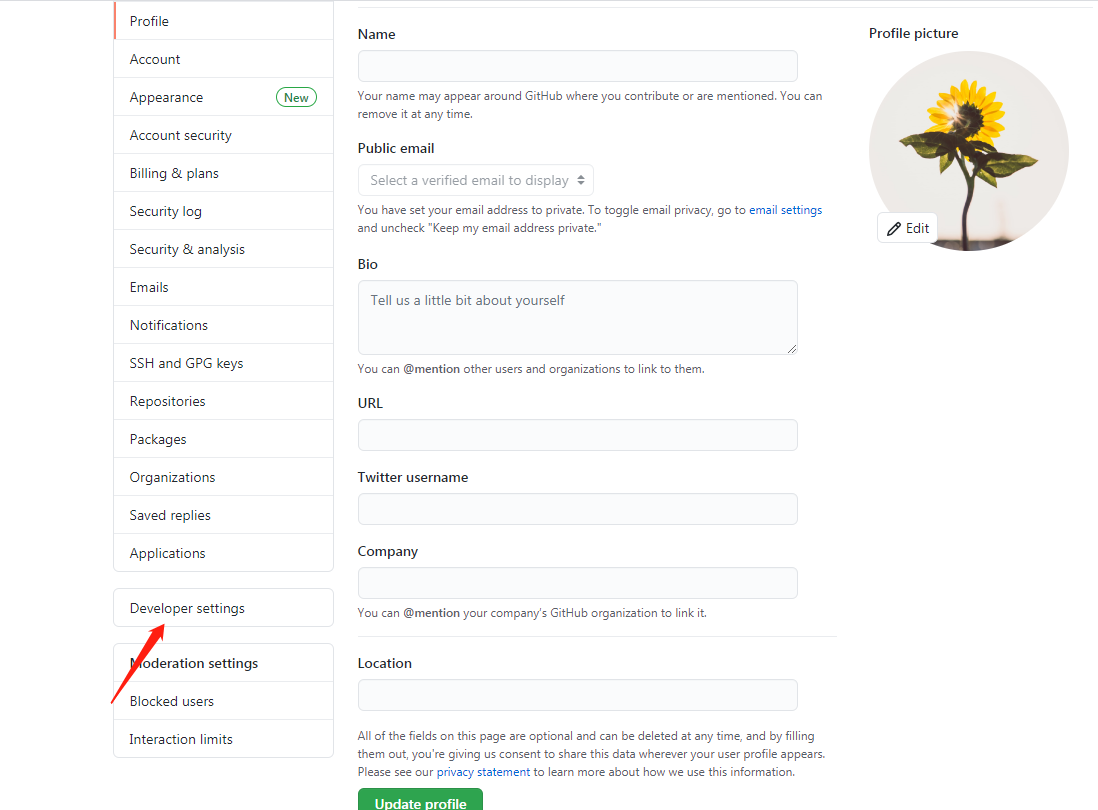 Profile
Account
Appearance
New
Account security
Billing & plans
Security log
Security & analysis
Emails
Notifications
SSH and GPG keys
Repositories
Packages
Organizations
Saved replies
Applications
Developer settings
Moderation settings
Blocked users
Interaction limits
Name
Your name may appear around GitHub where you contribute or are mentioned. You can
remove it at any time.
Public email
Select a verified email to display
You have set your email address to private. To toggle email privacy, go to email settings
and uncheck "Keep my email address private."
Bio
Tell us a little bit about yourself
You can @mention other users and organizations to link to them.
URL
Twitter username
Company
You can @mention your company's GitHub organization to link it.
Location
All of the fields on this page are optional and can be deleted at any time, and by filling
them out, you're giving us consent to share this data wherever your user profile appears.
Please see our privacy statement to learn more about how we use this information.
Update profile
Profile picture
Edit